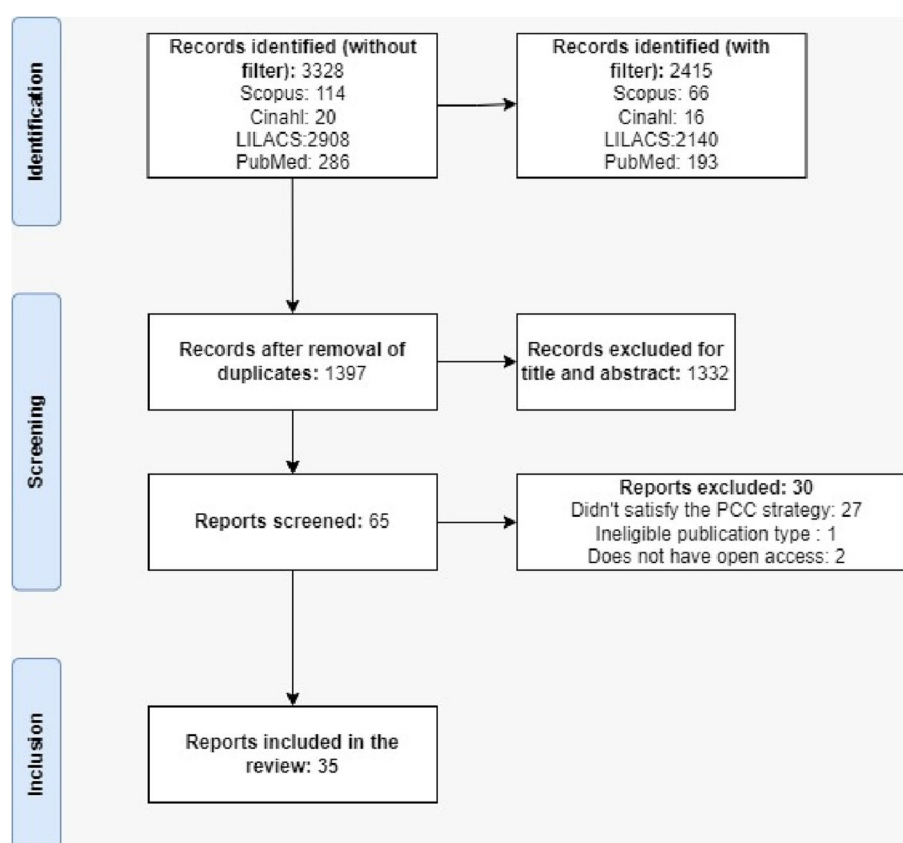 Identification
Records identified (without
filter): 3328
Scopus: 114
Cinahl: 20
LILACS:2908
PubMed: 286
Records identified (with
filter): 2415
Scopus: 66
Cinahl: 16
LILACS:2140
PubMed: 193
Screening
Records after removal of
duplicates: 1397
Records excluded for
title and abstract: 1332
Reports screened: 65
Reports excluded: 30
Didn't satisfy the PCC strategy: 27
Ineligible publication type : 1
Does not have open access: 2
Inclusion
Reports included in the
review: 35